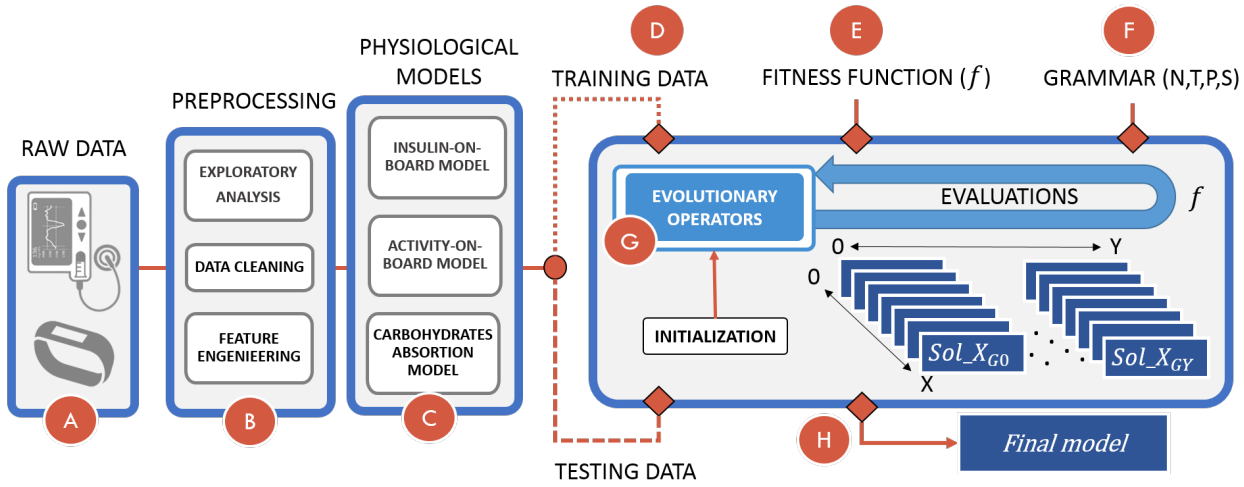 RAW DATA
A
PREPROCESSING
EXPLORATORY
ANALYSIS
DATA CLEANING
FEATURE
ENGENIEERING
B
PHYSIOLOGICAL
MODELS
INSULIN-ON-
BOARD MODEL
ACTIVITY-ON-
BOARD MODEL
CARBOHYDRATES
ABSORTION
MODEL
C
D
TRAINING DATA
E
FITNESS FUNCTION (f)
F
GRAMMAR (N,T,P,S)
EVOLUTIONARY
OPERATORS
G
EVALUATIONS
f
INITIALIZATION
0
Y
0
X
Sol_X_G0
Sol_X_GY
TESTING DATA
H
Final model